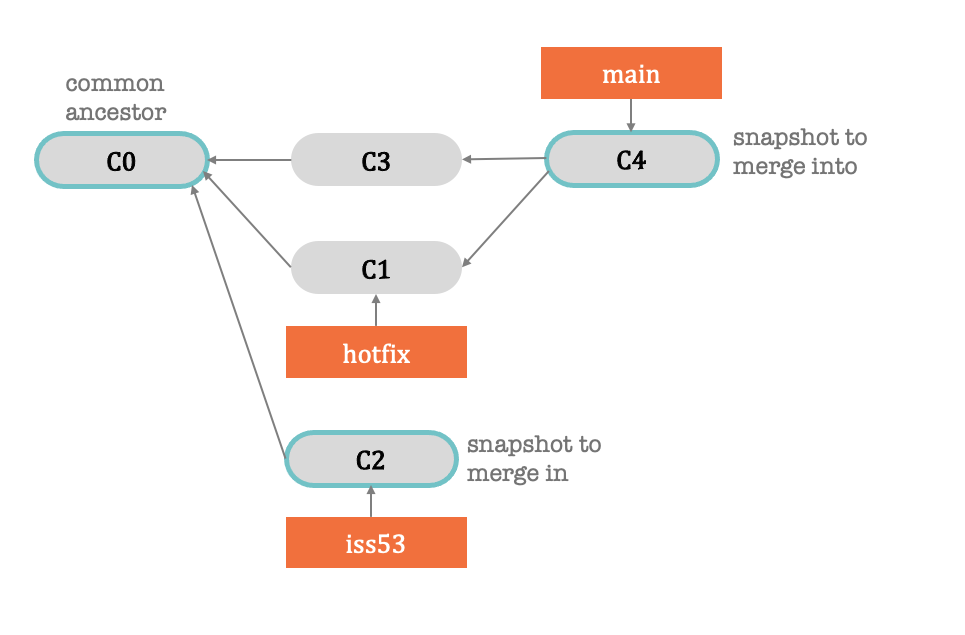 main
common
ancestor
C0
C3
C4
snapshot to
merge into
C1
hotfix
C2
snapshot to
merge in
iss53